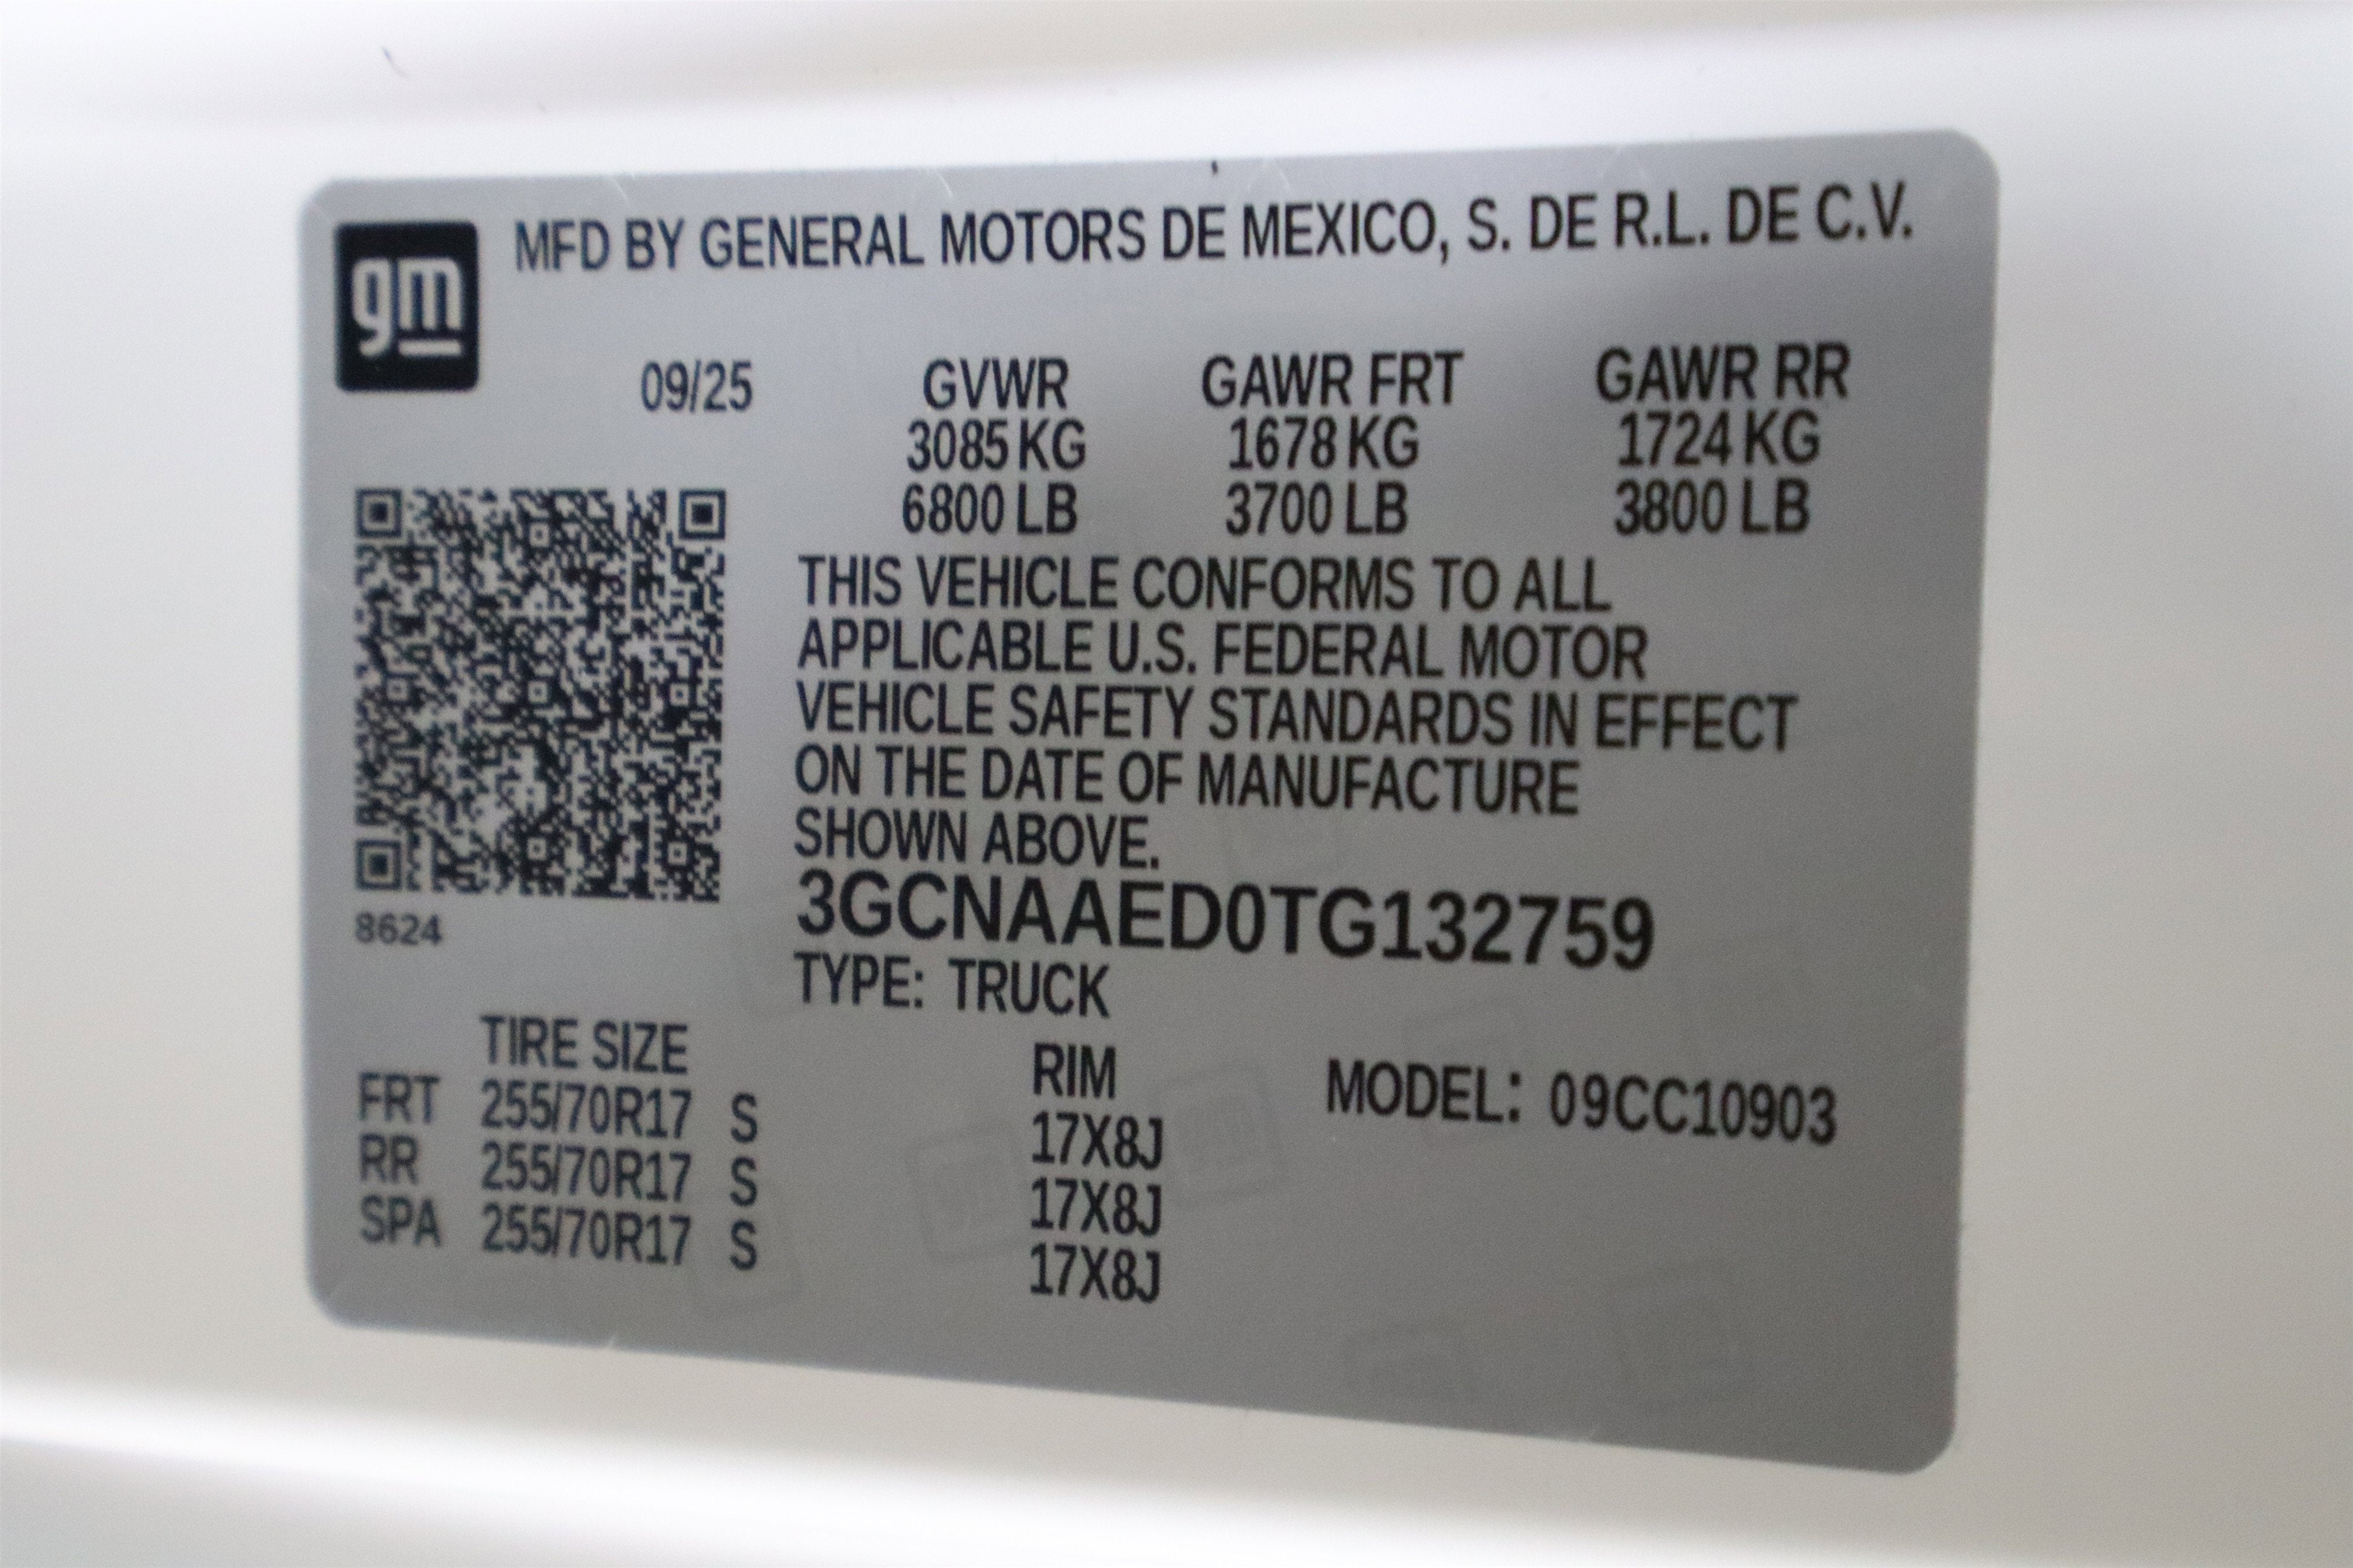 gm
MFD BY GENERAL MOTORS DE MEXICO, S. DE R.L. DE C.V.
09/25 GVWR GAWR FRT GAWR RR
3085 KG 1678 KG 1724 KG
6800 LB 3700 LB 3800 LB
THIS VEHICLE CONFORMS TO ALL
APPLICABLE U.S. FEDERAL MOTOR
VEHICLE SAFETY STANDARDS IN EFFECT
ON THE DATE OF MANUFACTURE
SHOWN ABOVE.
3GCNAAED0TG132759
8624
TYPE: TRUCK
TIRE SIZE RIM MODEL: 09CC10903
FRT 255/70R17 S 17X8J
RR 255/70R17 S 17X8J
SPA 255/70R17 S 17X8J